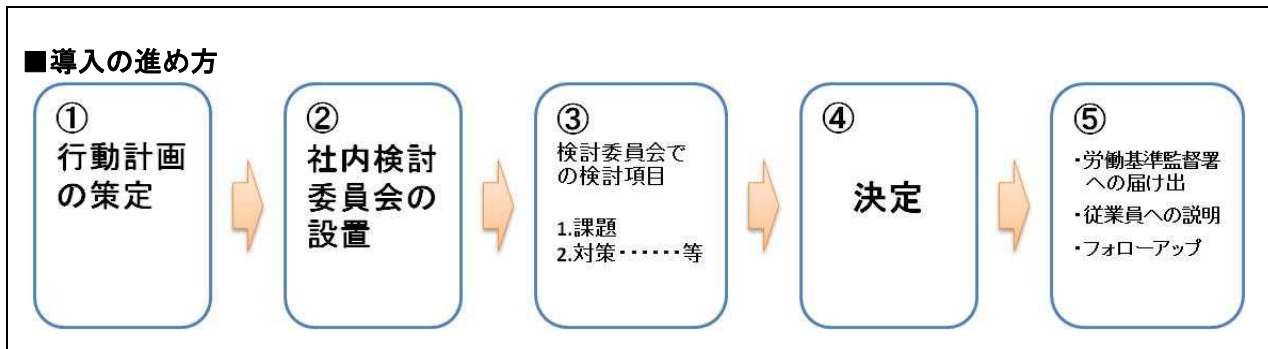 ■導入の進め方
①
行動計画
の策定
②
社内検討
委員会の
設置
③
検討委員会で
の検討項目
1.課題
2.対策‥‥‥等
④
決定
⑤
・労働基準監督署
への届け出
・従業員への説明
・フォローアップ